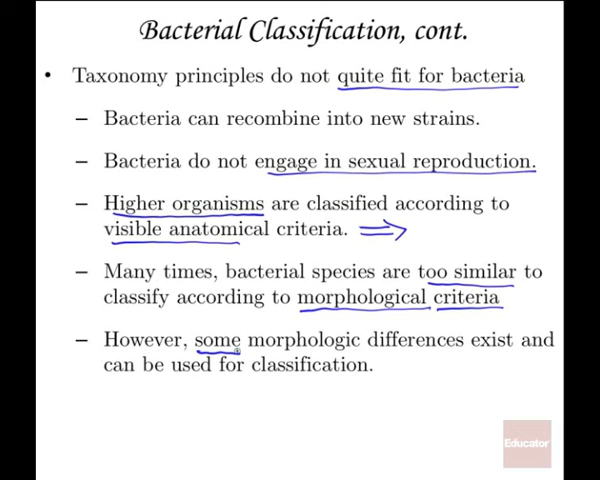 Bacterial Classification, cont.
• Taxonomy principles do not quite fit for bacteria
– Bacteria can recombine into new strains.
– Bacteria do not engage in sexual reproduction.
– Higher organisms are classified according to
visible anatomical criteria.
– Many times, bacterial species are too similar to
classify according to morphological criteria
– However, some morphologic differences exist and
can be used for classification.
Educator